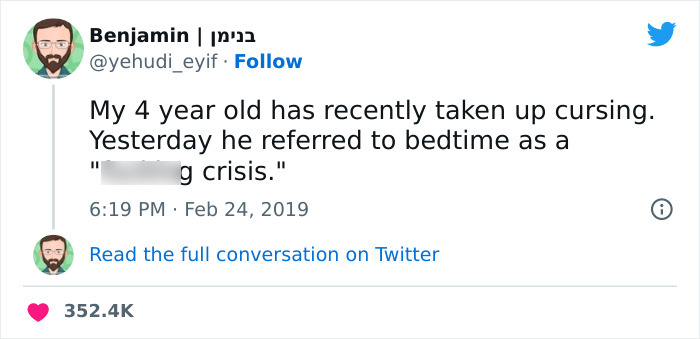 Benjamin | בנימן
@yehudi_eyif · Follow
My 4 year old has recently taken up cursing.
Yesterday he referred to bedtime as a
"g crisis."
6:19 PM · Feb 24, 2019
Read the full conversation on Twitter
352.4K